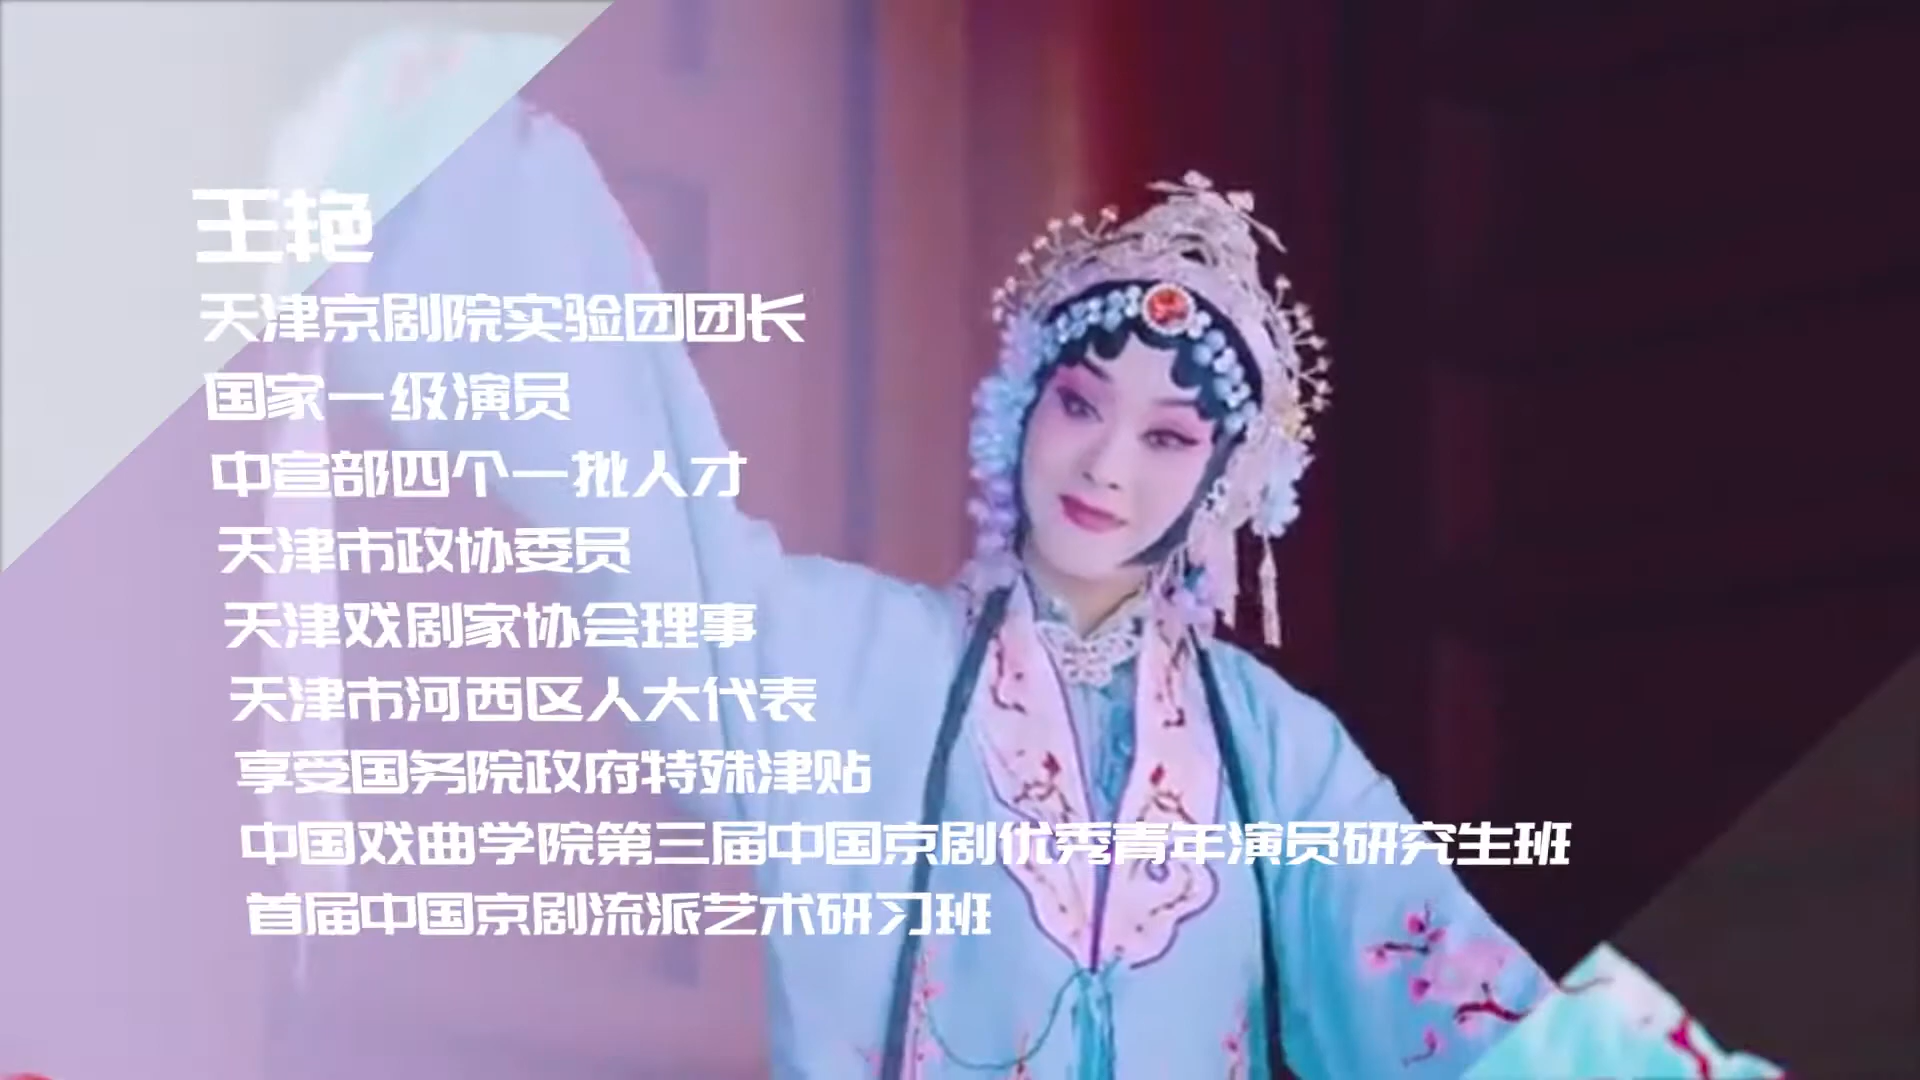 王艳
天津京剧院实验团团长
国家一级演员
中宣部四个一批人才
天津市政协委员
天津戏剧家协会理事
天津市河西区人大代表
享受国务院政府特殊津贴
中国戏曲学院第三届中国京剧优秀青年演员研究生班
首届中国京剧流派艺术研习班